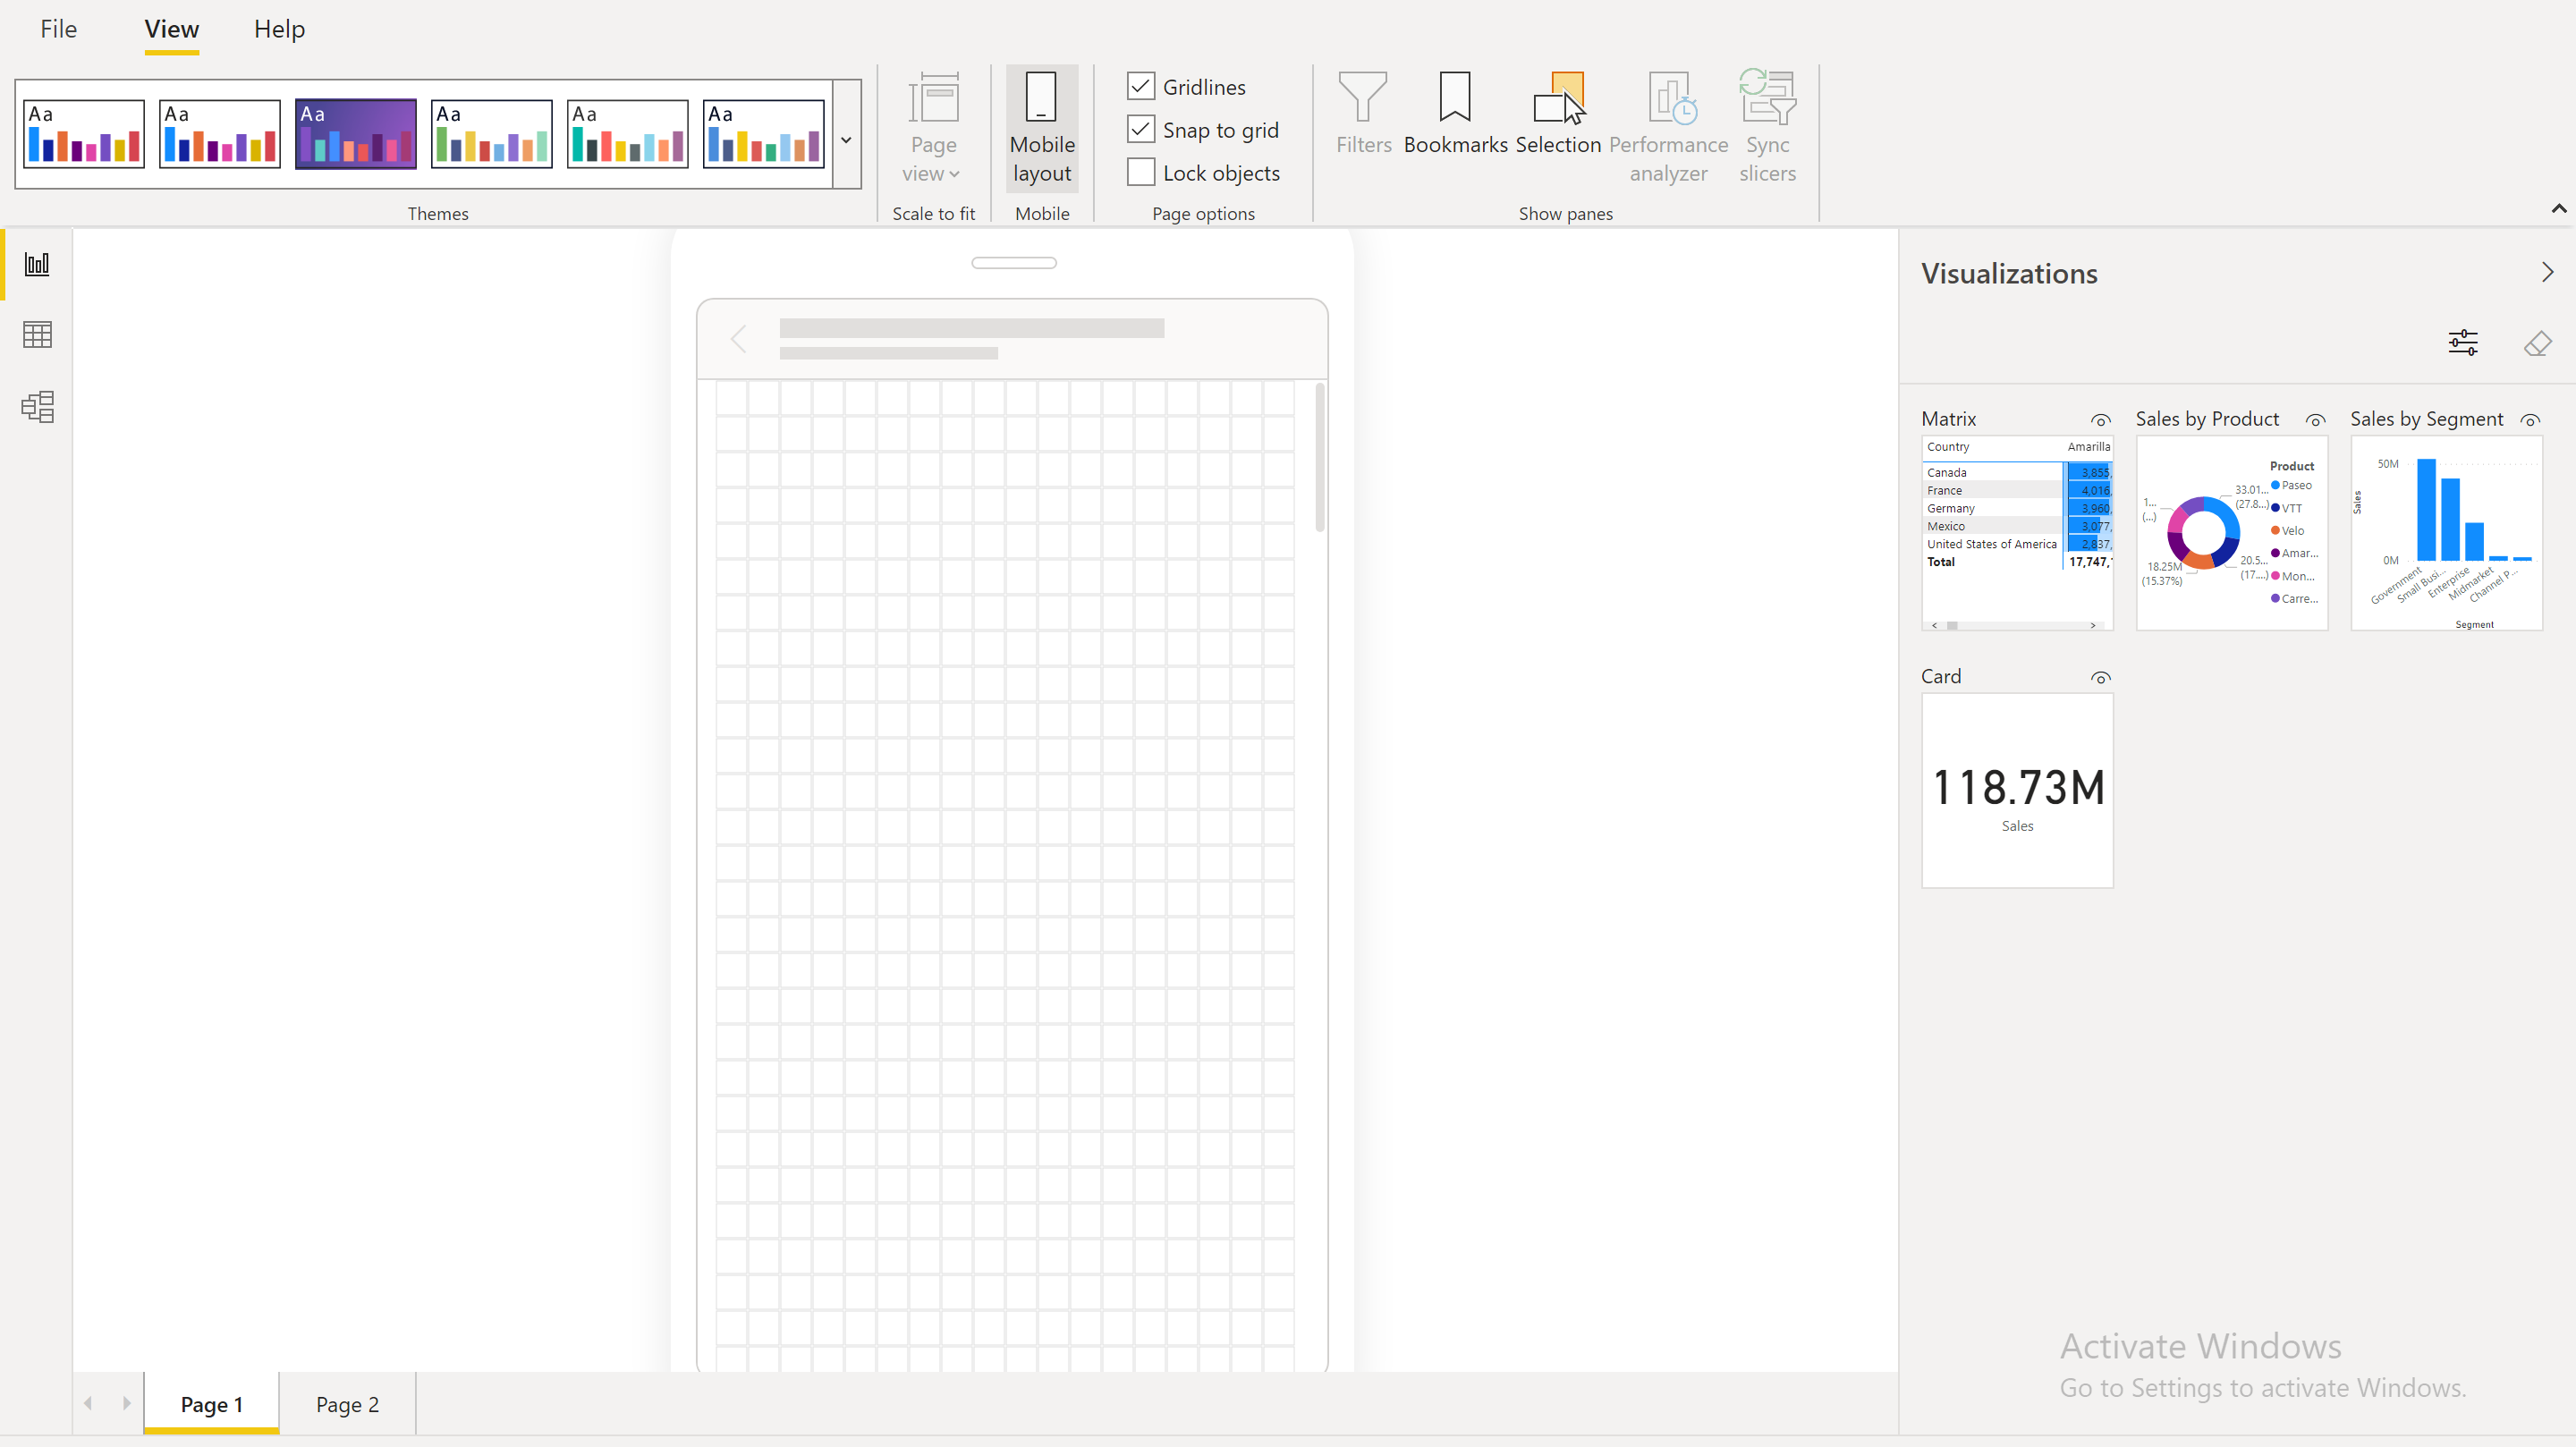 File View Help
Aa Aa Aa Aa Aa Aa
Themes
Page view
Scale to fit
Mobile layout
Mobile
Gridlines
Snap to grid
Lock objects
Page options
Filters
Bookmarks
Selection
Performance analyzer
Sync slicers
Show panes
Visualizations
Matrix
Country Amarilla
Canada 3,855,
France 4,016,
Germany 3,960,
Mexico 3,077,
United States of America 2,837,
Total 17,747,
Sales by Product
Product
Paseo
VTT
Velo
Amar...
Mon...
Carre...
33.01...
(27.8...)
1...
(...)
20.5...
(17....)
18.25M
(15.37%)
Sales by Segment
50M
0M
Sales
Government
Small Busi...
Enterprise
Midmarket
Channel P...
Segment
Card
118.73M
Sales
Activate Windows
Go to Settings to activate Windows.
Page 1 Page 2